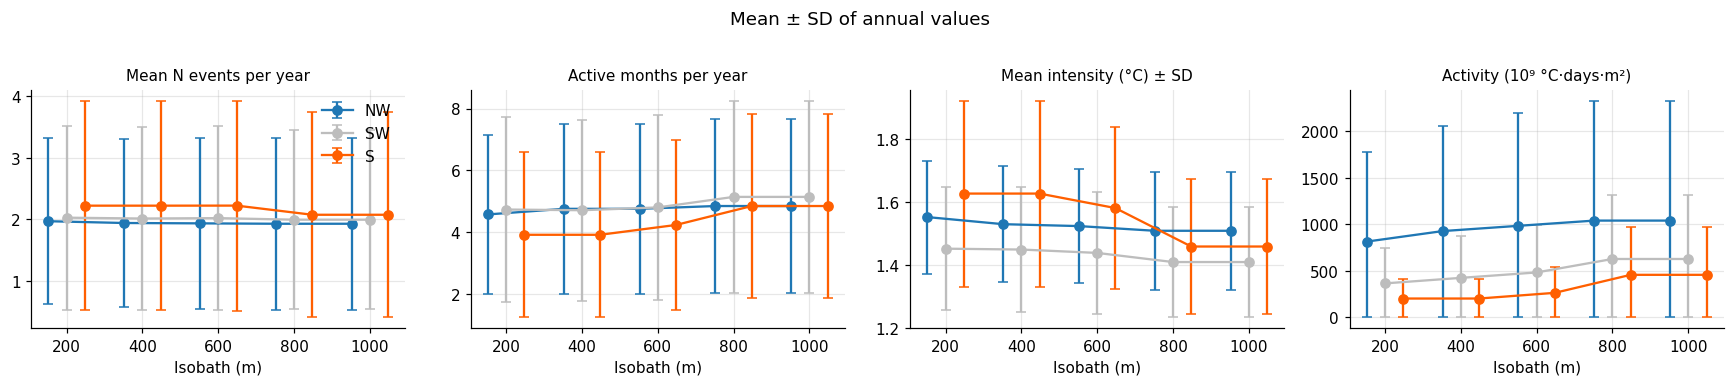 Mean ± SD of annual values
Mean N events per year
4
3
2
1
200 400 600 800 1000
Isobath (m)
NW
SW
S
Active months per year
8
6
4
2
200 400 600 800 1000
Isobath (m)
Mean intensity (°C) ± SD
1.8
1.6
1.4
1.2
200 400 600 800 1000
Isobath (m)
Activity (10⁹ °C·days·m²)
2000
1500
1000
500
0
200 400 600 800 1000
Isobath (m)